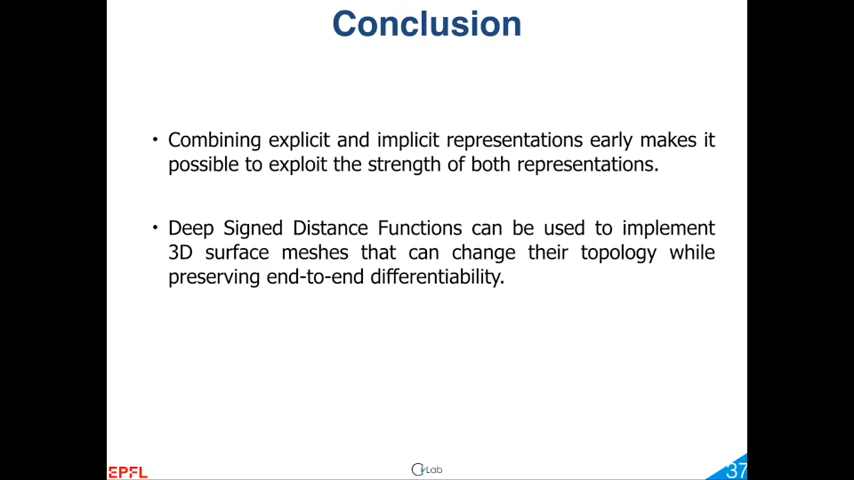 Conclusion
• Combining explicit and implicit representations early makes it
possible to exploit the strength of both representations.
• Deep Signed Distance Functions can be used to implement
3D surface meshes that can change their topology while
preserving end-to-end differentiability.
EPFL
CVLab
37